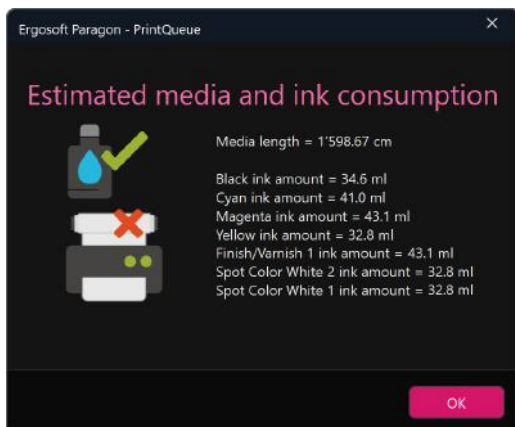 Ergosoft Paragon - PrintQueue
Estimated media and ink consumption
Media length = 1'598.67 cm
Black ink amount = 34.6 ml
Cyan ink amount = 41.0 ml
Magenta ink amount = 43.1 ml
Yellow ink amount = 32.8 ml
Finish/Varnish 1 ink amount = 43.1 ml
Spot Color White 2 ink amount = 32.8 ml
Spot Color White 1 ink amount = 32.8 ml
OK